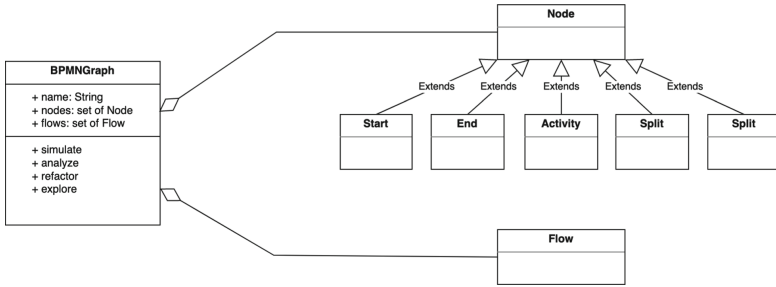 Node
BPMNGraph
+ name: String
+ nodes: set of Node
+ flows: set of Flow
+ simulate
+ analyze
+ refactor
+ explore
Extends Extends Extends Extends Extends
Start End Activity Split Split
Flow